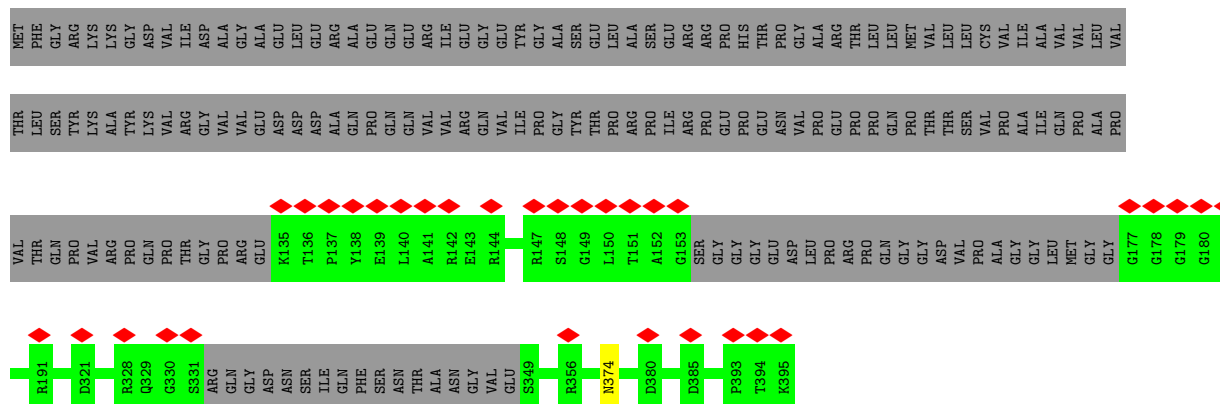 MET PHE GLY ARG LYS LYS GLY ASP VAL ILE ASP ALA GLY ALA GLU LEU GLU ARG ALA GLU GLN GLU ARG ILE GLU GLY GLU TYR GLY ALA SER GLU LEU ALA SER GLU ARG ARG PRO HIS THR PRO GLY ALA ARG THR LEU LEU MET VAL LEU LEU CYS VAL ILE ALA VAL VAL LEU VAL
THR LEU SER TYR LYS ALA TYR LYS VAL ARG GLY VAL VAL GLU ASP ASP ASP ALA GLN PRO GLN GLN VAL VAL ARG GLN VAL ILE PRO GLY TYR THR PRO ARG PRO ILE ARG PRO GLU PRO GLU ASN VAL PRO GLU PRO PRO GLN PRO THR THR SER VAL PRO ALA ILE GLN PRO ALA PRO
VAL THR GLN PRO VAL ARG PRO GLN PRO THR GLY PRO ARG GLU K135 T136 P137 Y138 E139 L140 A141 R142 E143 R144 R147 S148 G149 L150 T151 A152 G153 SER GLY GLY GLY GLU ASP LEU PRO ARG PRO GLN GLY GLY ASP VAL PRO ALA GLY GLY LEU MET GLY GLY G177 G178 G179 G180
R191 D321 R328 Q329 G330 S331 ARG GLN GLY ASP ASN SER ILE GLN PHE SER ASN THR ALA ASN GLY VAL GLU S349 R356 N374 D380 D385 P393 T394 K395